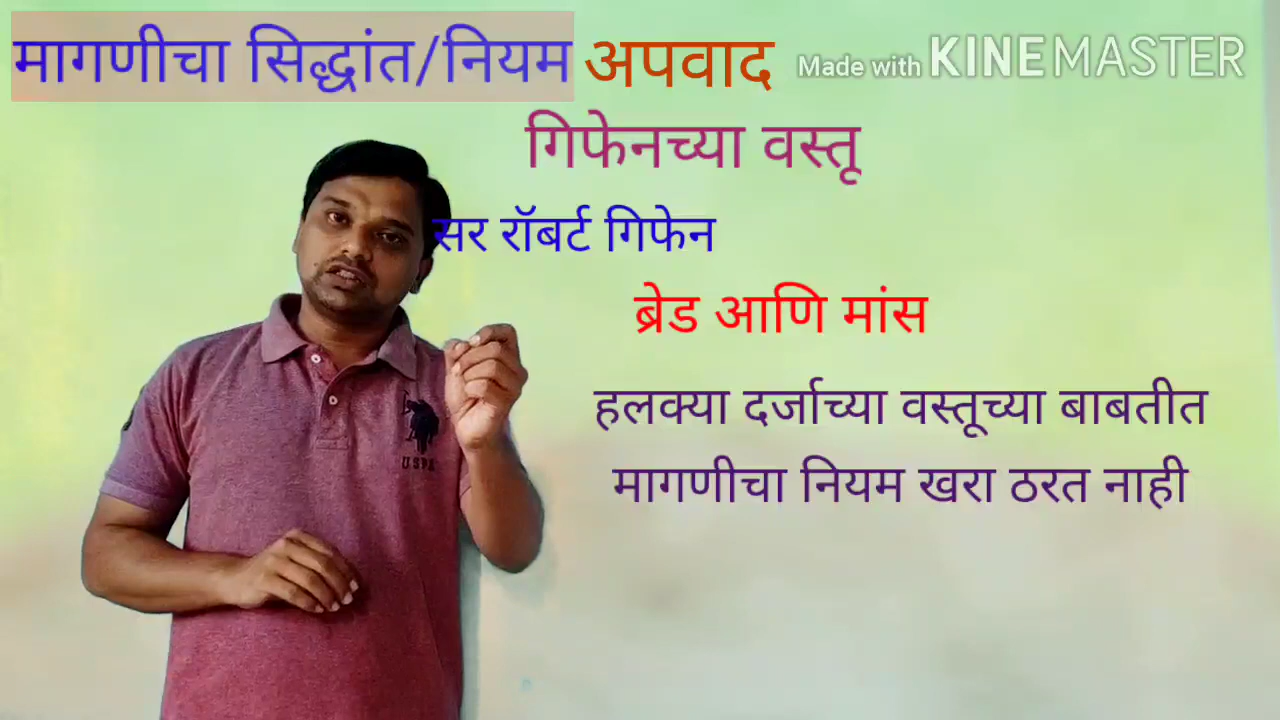 मागणीचा सिद्धांत/नियम अपवाद Made with KINEMASTER
गिफेनच्या वस्तू
सर रॉबर्ट गिफेन
ब्रेड आणि मांस
हलक्या दर्जाच्या वस्तूच्या बाबतीत
मागणीचा नियम खरा ठरत नाही